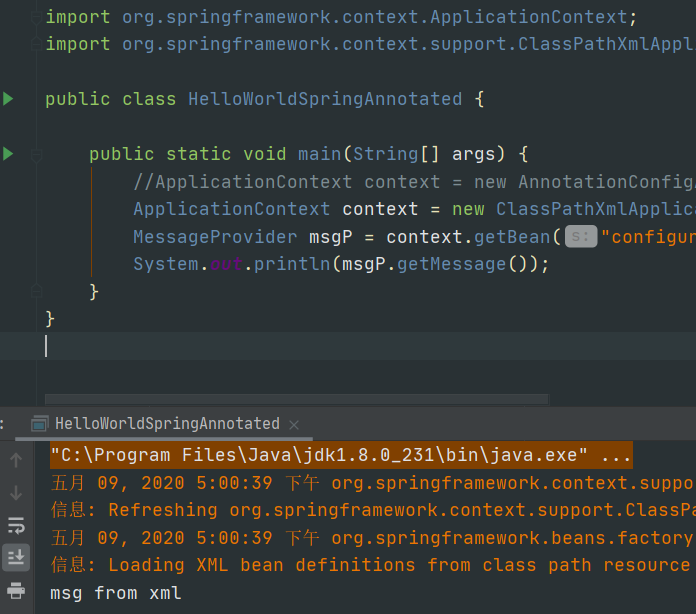 import org.springframework.context.ApplicationContext;
import org.springframework.context.support.ClassPathXmlAppl
public class HelloWorldSpringAnnotated {
public static void main(String[] args) {
//ApplicationContext context = new AnnotationConfigA
ApplicationContext context = new ClassPathXmlApplica
MessageProvider msgP = context.getBean( s: "configur
System.out.println(msgP.getMessage());
}
}
: HelloWorldSpringAnnotated ×
"C:\Program Files\Java\jdk1.8.0_231\bin\java.exe" ...
五月 09, 2020 5:00:39 下午 org.springframework.context.suppo
信息: Refreshing org.springframework.context.support.ClassPa
五月 09, 2020 5:00:39 下午 org.springframework.beans.factory
信息: Loading XML bean definitions from class path resource
msg from xml